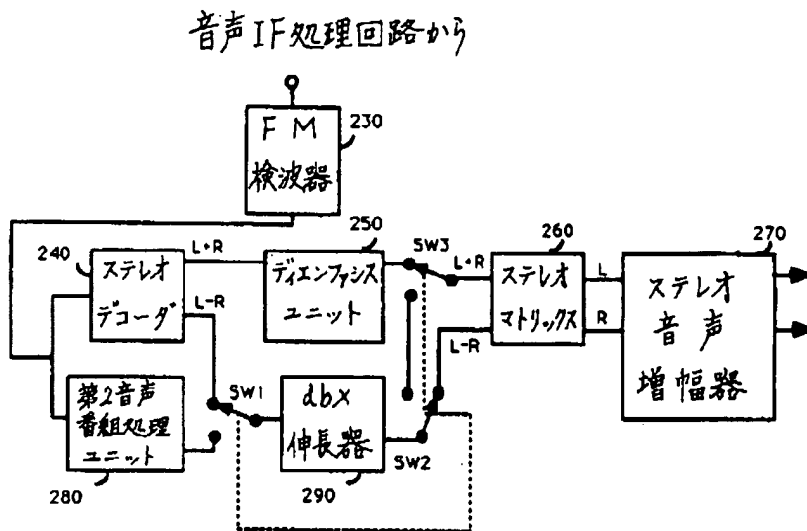 音声IF処理回路から
FM
検波器
230
240
ステレオ
デコーダ
L+R
L-R
250
ディエンファシス
ユニット
SW3
L+R
L-R
260
ステレオ
マトリックス
L
R
270
ステレオ
音声
増幅器
第2音声
番組処理
ユニット
280
SW1
dbx
伸長器
290
SW2